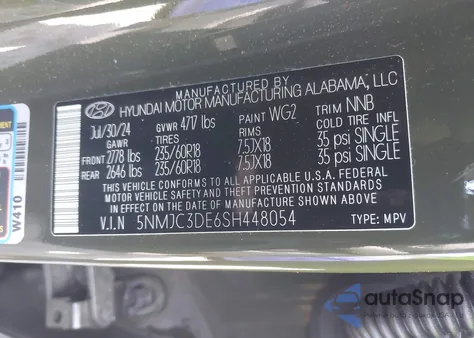 MANUFACTURED BY
HYUNDAI MOTOR MANUFACTURING ALABAMA, LLC
Jul/30/24 GVWR 4717 lbs PAINT WG2 TRIM NNB
GAWR TIRES RIMS COLD TIRE INFL
FRONT 2778 lbs 235/60R18 7.5JX18 35 psi SINGLE
REAR 2646 lbs 235/60R18 7.5JX18 35 psi SINGLE
THIS VEHICLE CONFORMS TO ALL APPLICABLE U.S.A. FEDERAL
MOTOR VEHICLE SAFETY AND THEFT PREVENTION STANDARDS
IN EFFECT ON THE DATE OF MANUFACTURE SHOWN ABOVE.
V.I.N 5NMJC3DE6SH448054 TYPE: MPV
W410
autoSnap